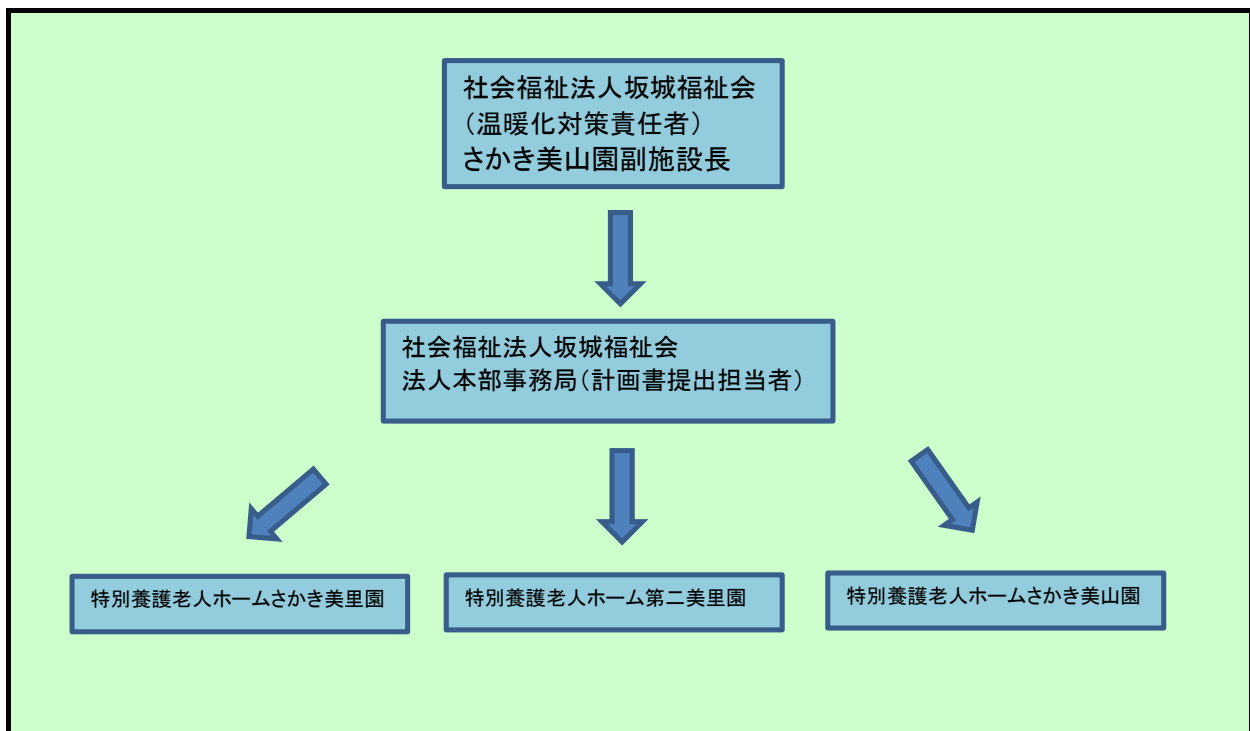 社会福祉法人坂城福祉会
（温暖化対策責任者）
さかき美山園副施設長
社会福祉法人坂城福祉会
法人本部事務局（計画書提出担当者）
特別養護老人ホームさかき美里園
特別養護老人ホーム第二美里園
特別養護老人ホームさかき美山園